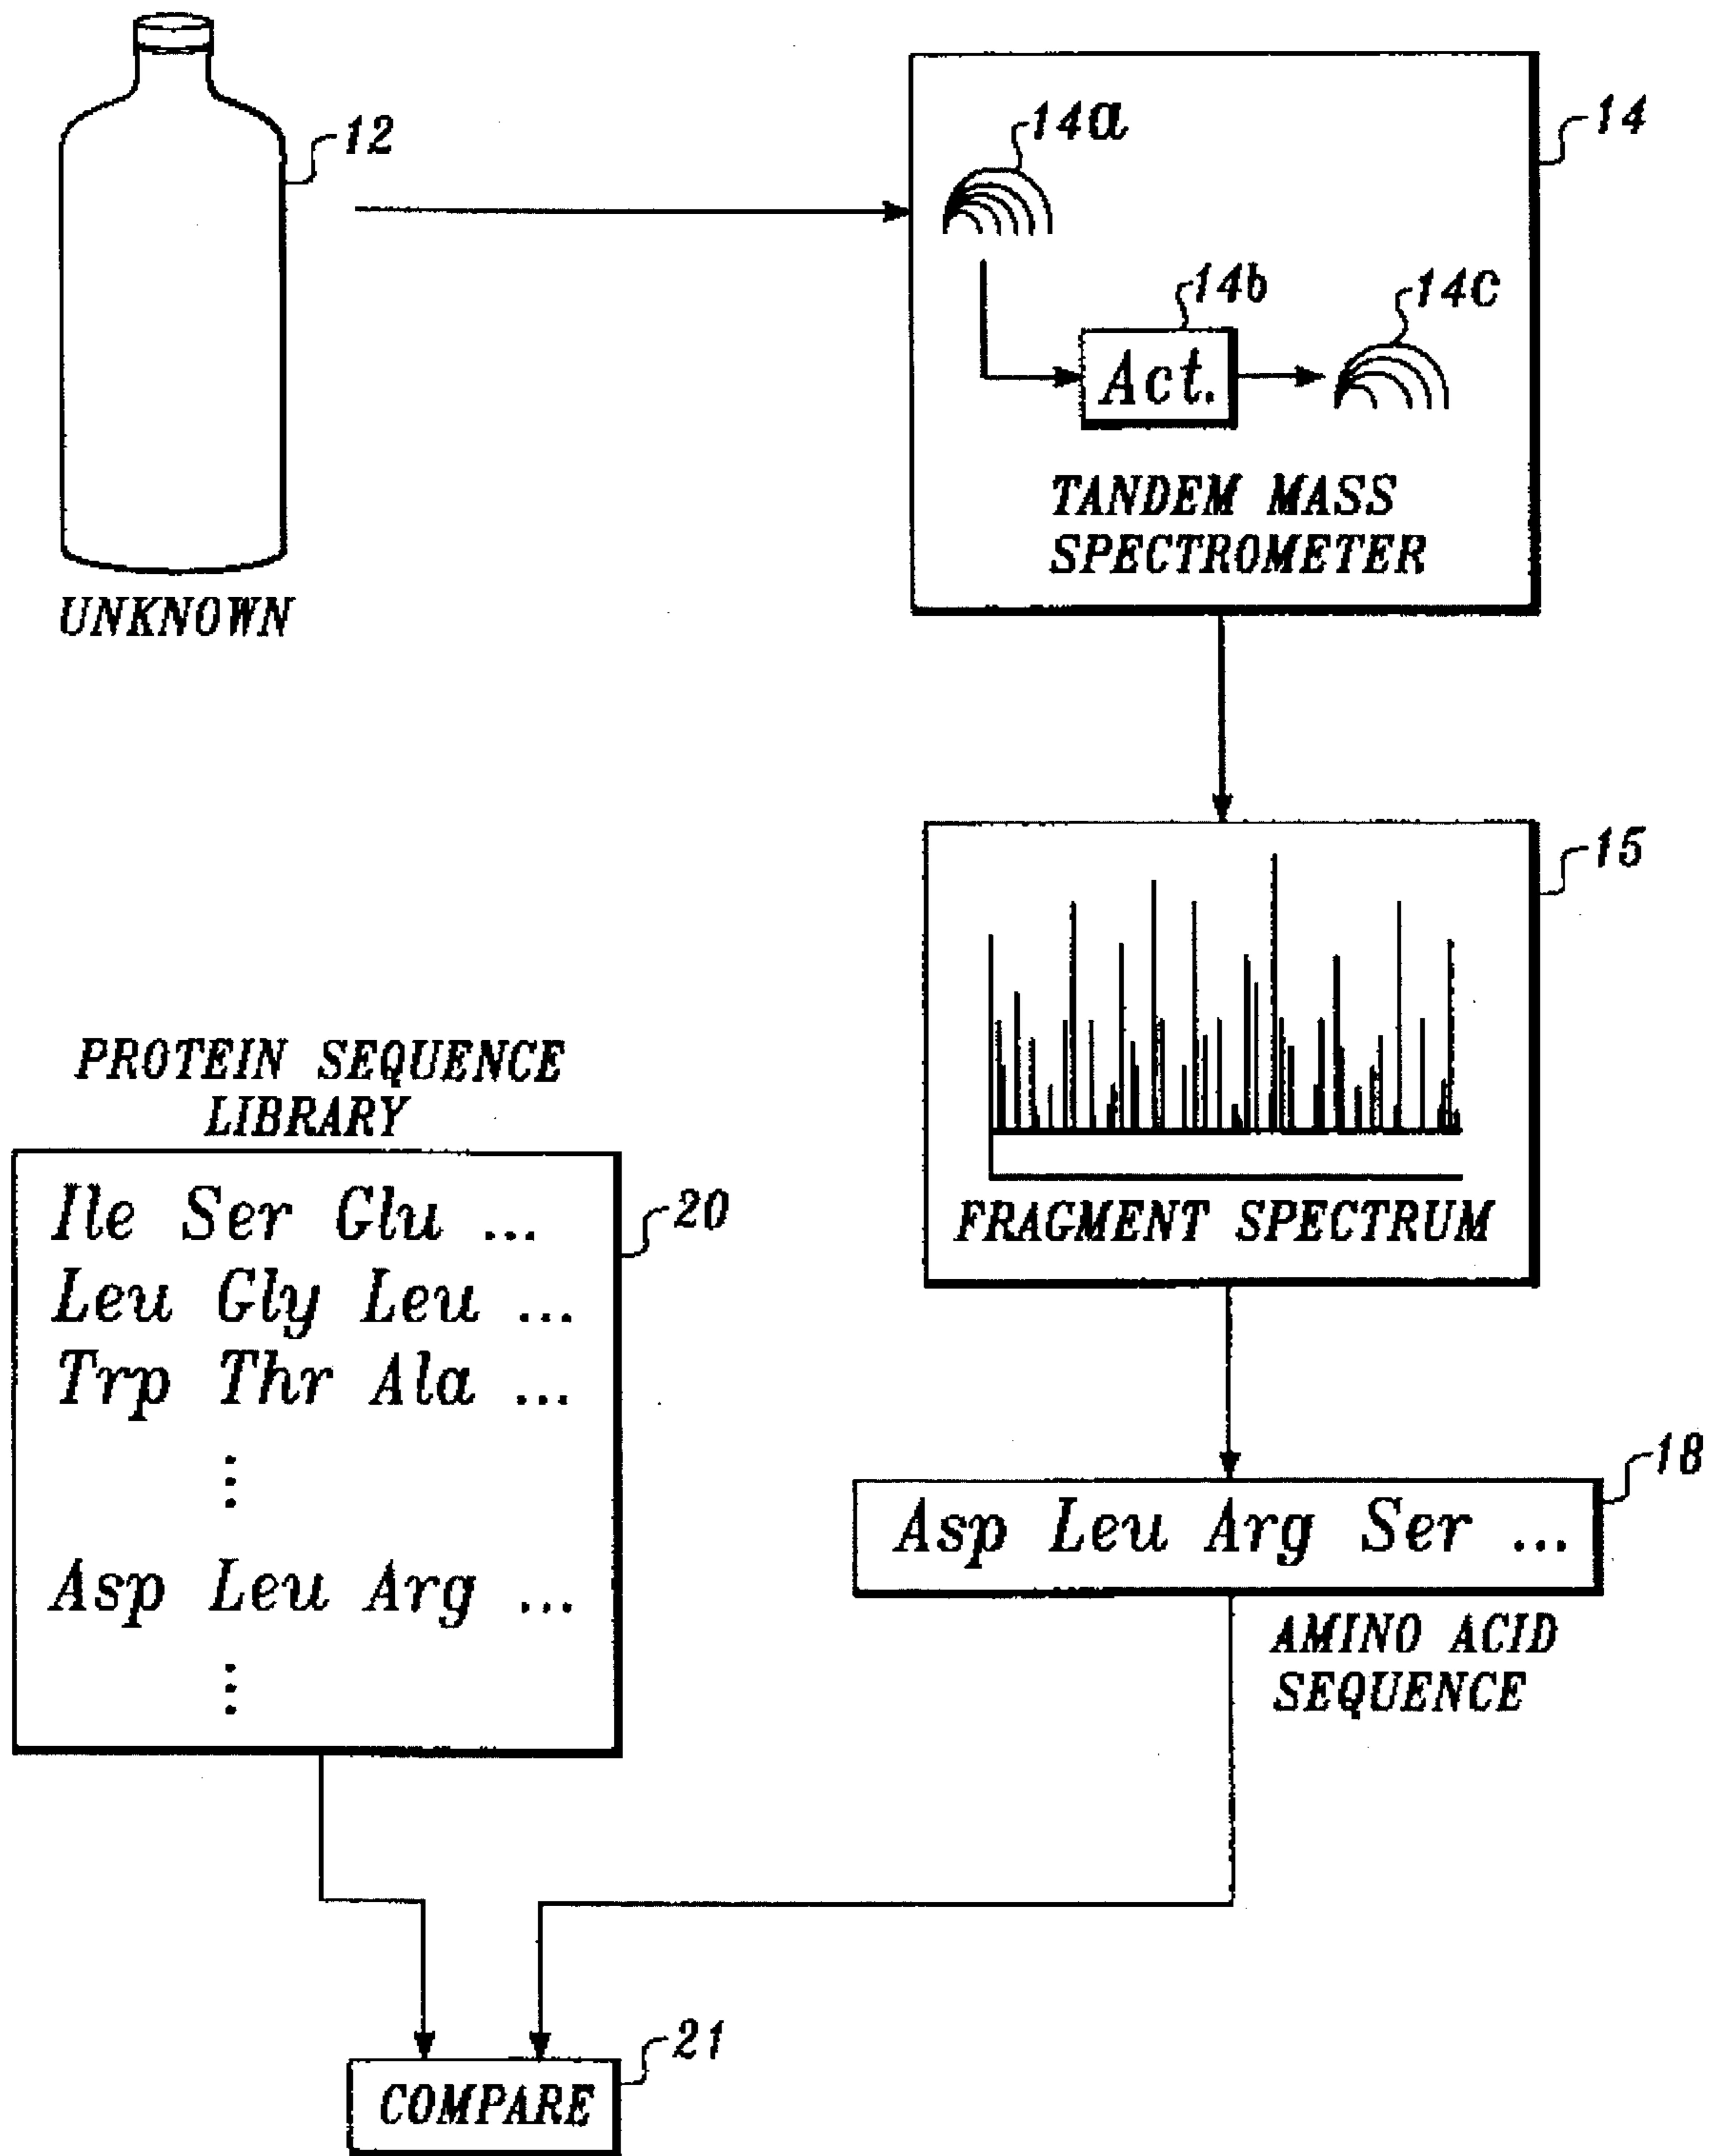 12
UNKNOWN
14
14a
14b
14c
Act.
TANDEM MASS
SPECTROMETER
15
FRAGMENT SPECTRUM
PROTEIN SEQUENCE
LIBRARY
20
Ile Ser Glu ...
Leu Gly Leu ...
Trp Thr Ala ...
⋮
Asp Leu Arg ...
⋮
18
Asp Leu Arg Ser ...
AMINO ACID
SEQUENCE
21
COMPARE